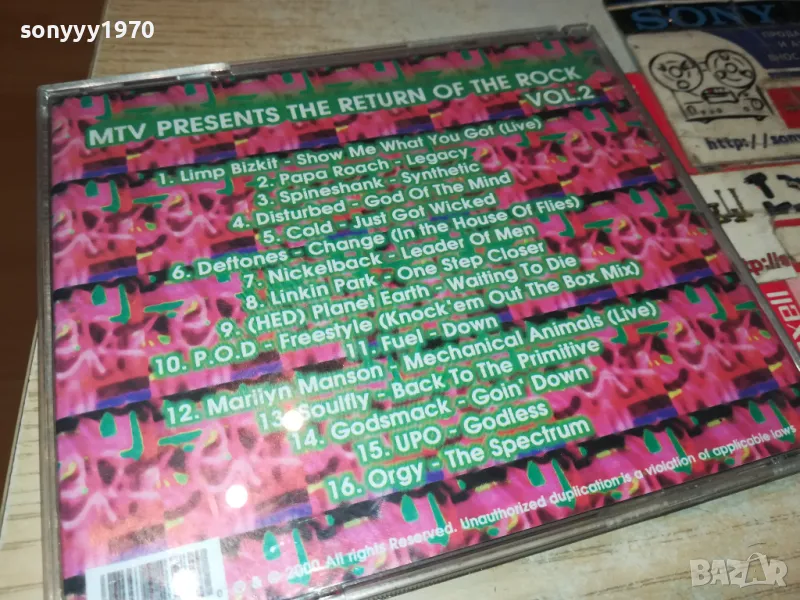 sonyyy1970
SONY
ПРОДА
И А
http://son
MTV PRESENTS THE RETURN OF THE ROCK
VOL.2
1. Limp Bizkit - Show Me What You Got (Live)
2. Papa Roach - Legacy
3. Spineshank - Synthetic
4. Disturbed - God Of The Mind
5. Cold - Just Got Wicked
6. Deftones - Change (In the House Of Flies)
7. Nickelback - Leader Of Men
8. Linkin Park - One Step Closer
9. (HED) Planet Earth - Waiting To Die
10. P.O.D - Freestyle (Knock'em Out The Box Mix)
11. Fuel - Down
12. Marilyn Manson - Mechanical Animals (Live)
13. Soulfly - Back To The Primitive
14. Godsmack - Goin' Down
15. UPO - Godless
16. Orgy - The Spectrum
2000 All rights Reserved. Unauthorized duplication is a violation of applicable laws
BAZAR